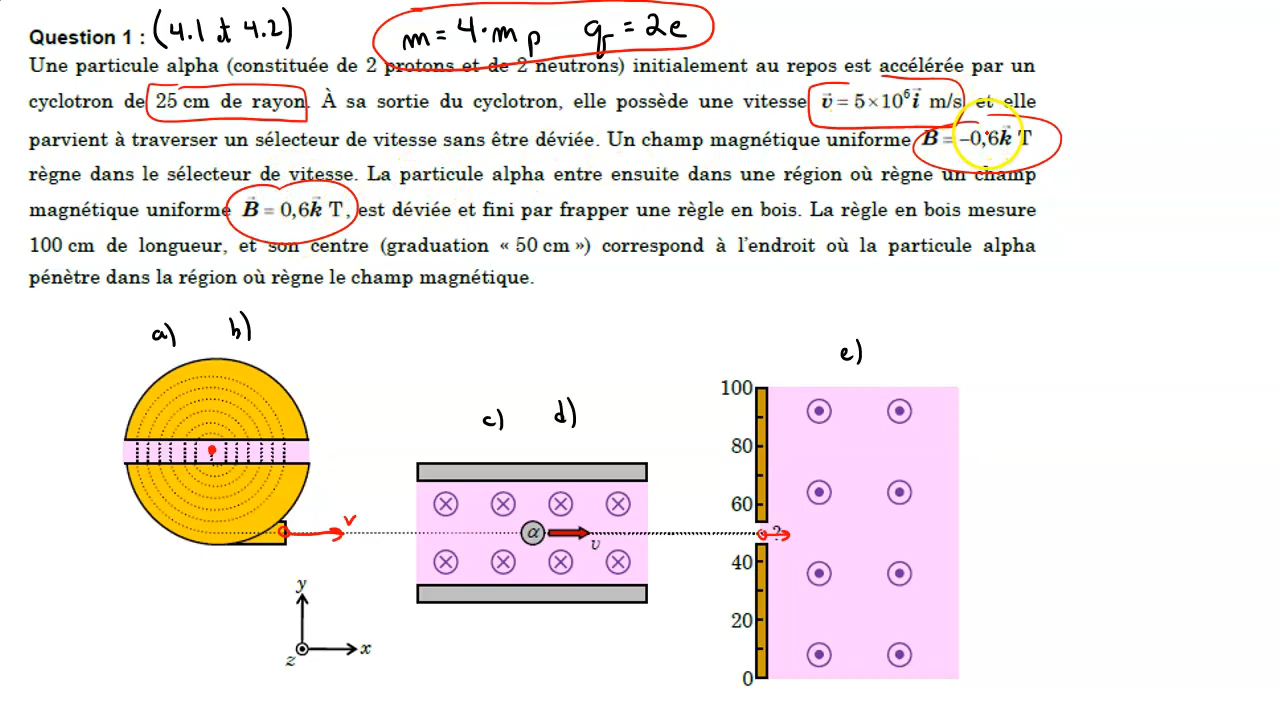 Question 1 : (4.1 et 4.2) m = 4·mp q = 2e
Une particule alpha (constituée de 2 protons et de 2 neutrons) initialement au repos est accélérée par un
cyclotron de 25 cm de rayon. À sa sortie du cyclotron, elle possède une vitesse v⃗ = 5×10⁶i⃗ m/s et elle
parvient à traverser un sélecteur de vitesse sans être déviée. Un champ magnétique uniforme B⃗ = −0,6k⃗ T
règne dans le sélecteur de vitesse. La particule alpha entre ensuite dans une région où règne un champ
magnétique uniforme B⃗ = 0,6k⃗ T, est déviée et fini par frapper une règle en bois. La règle en bois mesure
100 cm de longueur, et son centre (graduation « 50 cm ») correspond à l'endroit où la particule alpha
pénètre dans la région où règne le champ magnétique.
a) b)
c) d)
e)
v
α
v
y
x
z
100
80
60
?
40
20
0